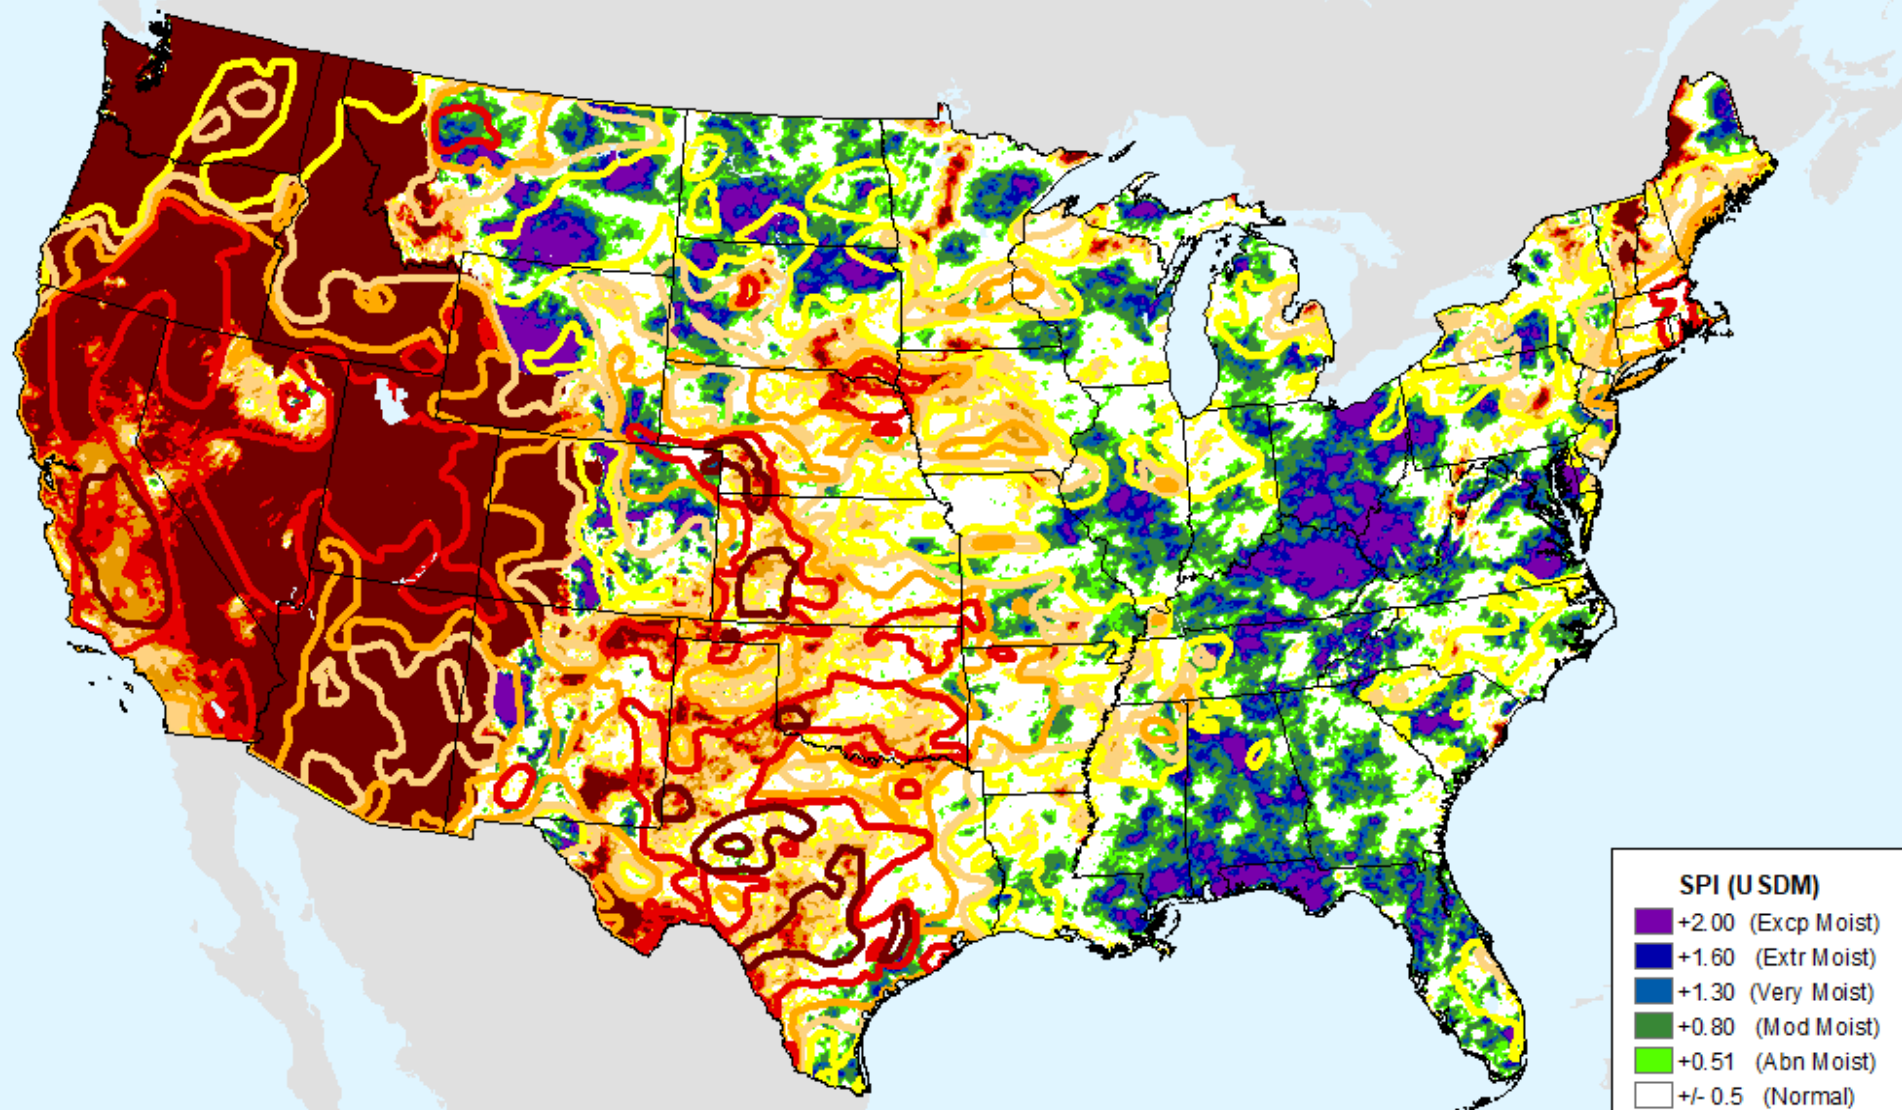 SPI (USDM)
+2.00 (Excp Moist)
+1.60 (Extr Moist)
+1.30 (Very Moist)
+0.80 (Mod Moist)
+0.51 (Abn Moist)
+/- 0.5 (Normal)